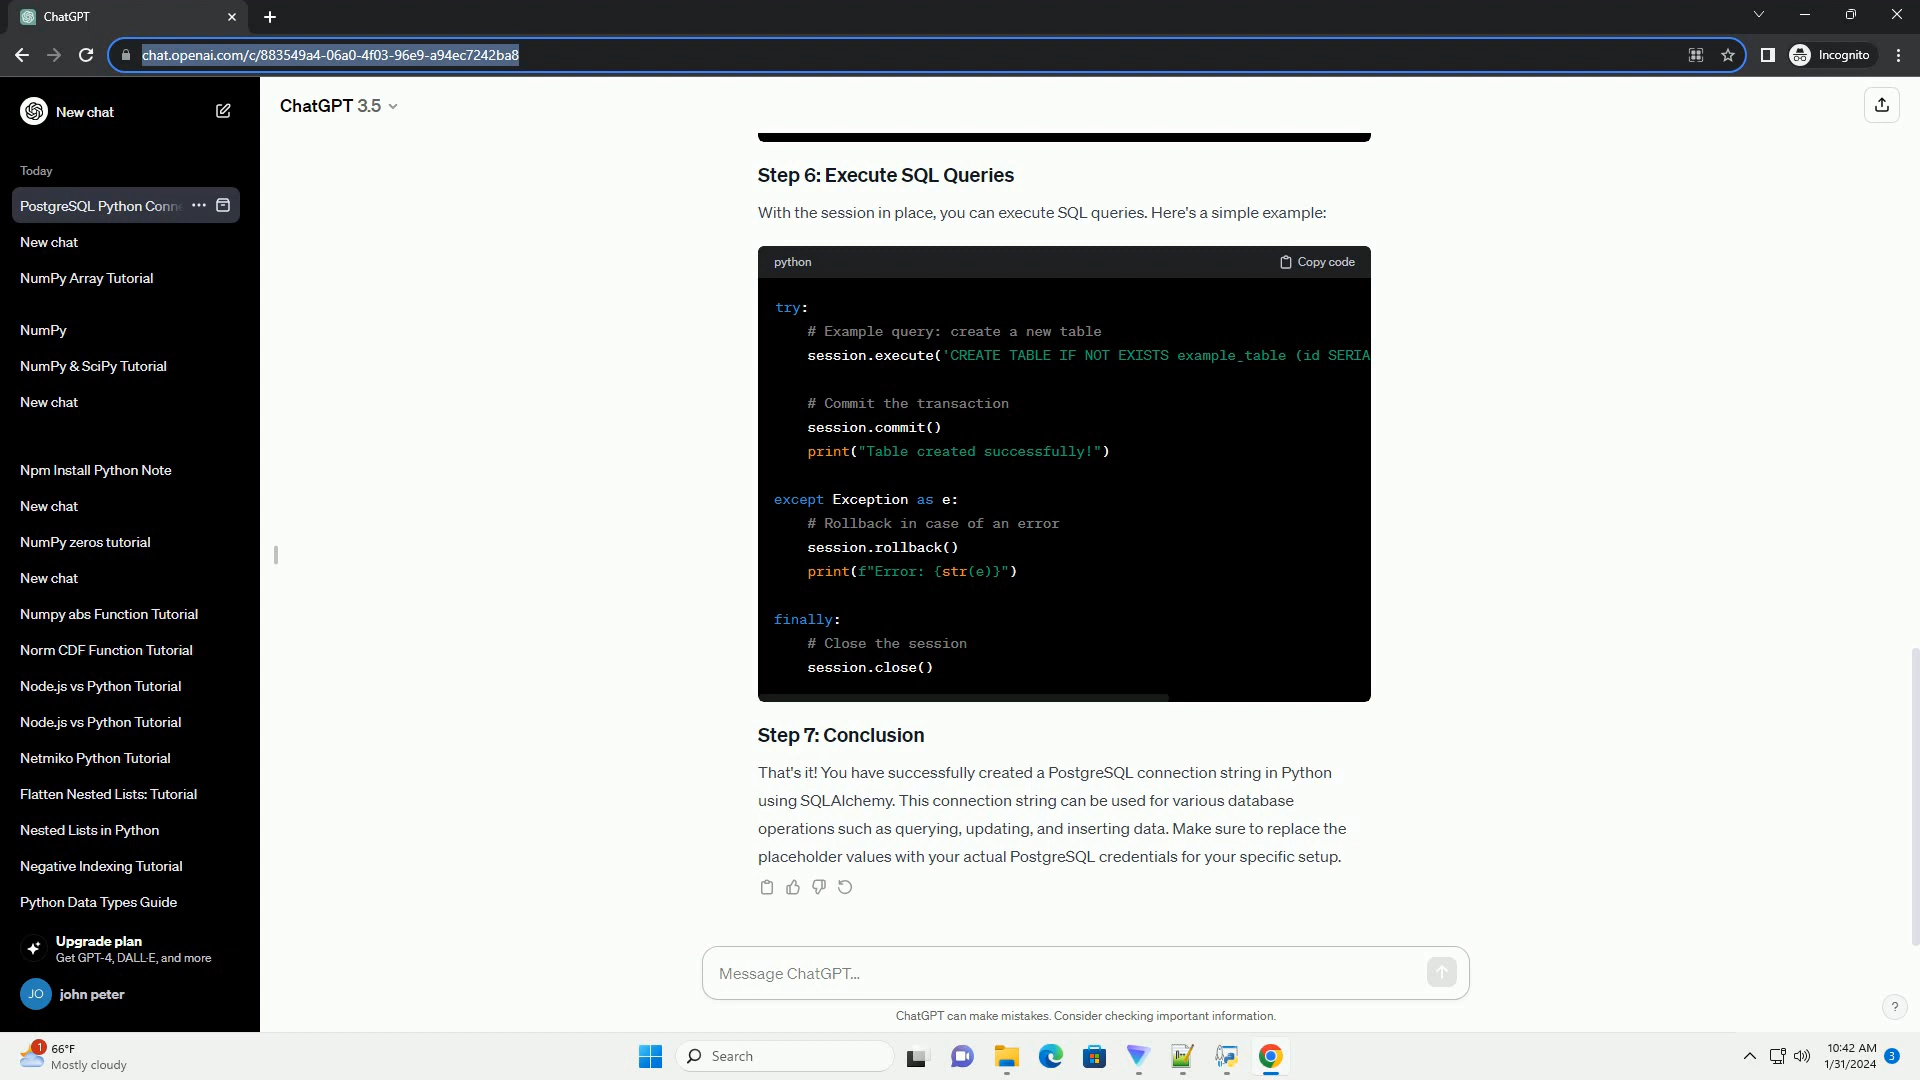 ChatGPT
chat.openai.com/c/883549a4-06a0-4f03-96e9-a94ec7242ba8
Incognito
New chat
ChatGPT 3.5
Today
PostgreSQL Python Conn
New chat
NumPy Array Tutorial
NumPy
NumPy & SciPy Tutorial
New chat
Npm Install Python Note
New chat
NumPy zeros tutorial
New chat
Numpy abs Function Tutorial
Norm CDF Function Tutorial
Node.js vs Python Tutorial
Node.js vs Python Tutorial
Netmiko Python Tutorial
Flatten Nested Lists: Tutorial
Nested Lists in Python
Negative Indexing Tutorial
Python Data Types Guide
Upgrade plan
Get GPT-4, DALL·E, and more
JO john peter
Step 6: Execute SQL Queries
With the session in place, you can execute SQL queries. Here's a simple example:
python Copy code
try:
# Example query: create a new table
session.execute('CREATE TABLE IF NOT EXISTS example_table (id SERIA
# Commit the transaction
session.commit()
print("Table created successfully!")
except Exception as e:
# Rollback in case of an error
session.rollback()
print(f"Error: {str(e)}")
finally:
# Close the session
session.close()
Step 7: Conclusion
That's it! You have successfully created a PostgreSQL connection string in Python
using SQLAlchemy. This connection string can be used for various database
operations such as querying, updating, and inserting data. Make sure to replace the
placeholder values with your actual PostgreSQL credentials for your specific setup.
Message ChatGPT...
ChatGPT can make mistakes. Consider checking important information.
?
1
66°F
Mostly cloudy
Search
10:42 AM
1/31/2024
3